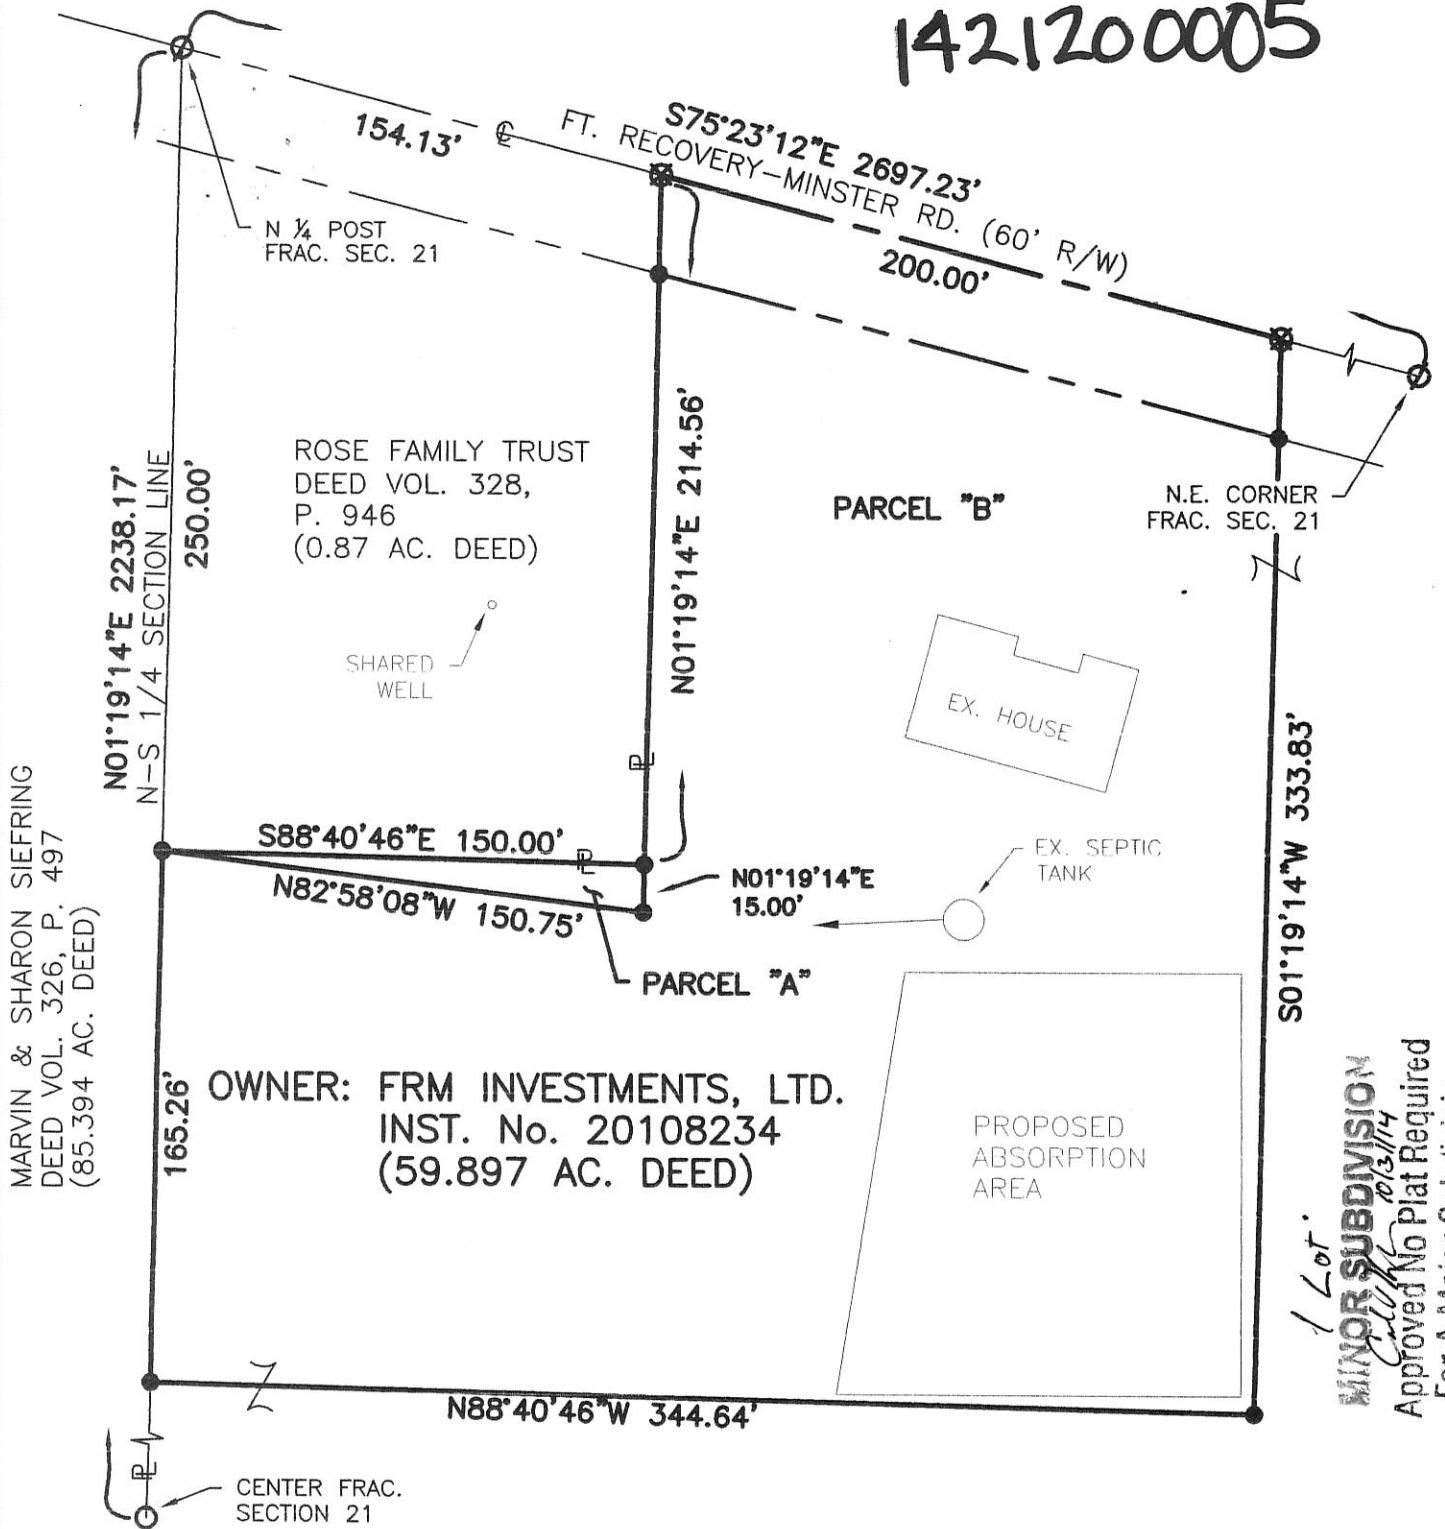 1421200005
154.13'
℄
FT. RECOVERY-MINSTER RD. (60' R/W)
S75°23'12"E 2697.23'
200.00'
N ¼ POST
FRAC. SEC. 21
N.E. CORNER
FRAC. SEC. 21
ROSE FAMILY TRUST
DEED VOL. 328,
P. 946
(0.87 AC. DEED)
SHARED
WELL
N01°19'14"E 2238.17'
N-S 1/4 SECTION LINE
250.00'
N01°19'14"E 214.56'
PARCEL "B"
EX. HOUSE
S01°19'14"W 333.83'
MARVIN & SHARON SIEFRING
DEED VOL. 326, P. 497
(85.394 AC. DEED)
S88°40'46"E 150.00'
PL
PL
N82°58'08"W 150.75'
N01°19'14"E
15.00'
EX. SEPTIC
TANK
PARCEL "A"
165.26'
OWNER: FRM INVESTMENTS, LTD.
INST. No. 20108234
(59.897 AC. DEED)
PROPOSED
ABSORPTION
AREA
N88°40'46"W 344.64'
PL
CENTER FRAC.
SECTION 21
1 Lot
MINOR SUBDIVISION
10/31/14
Approved No Plat Required